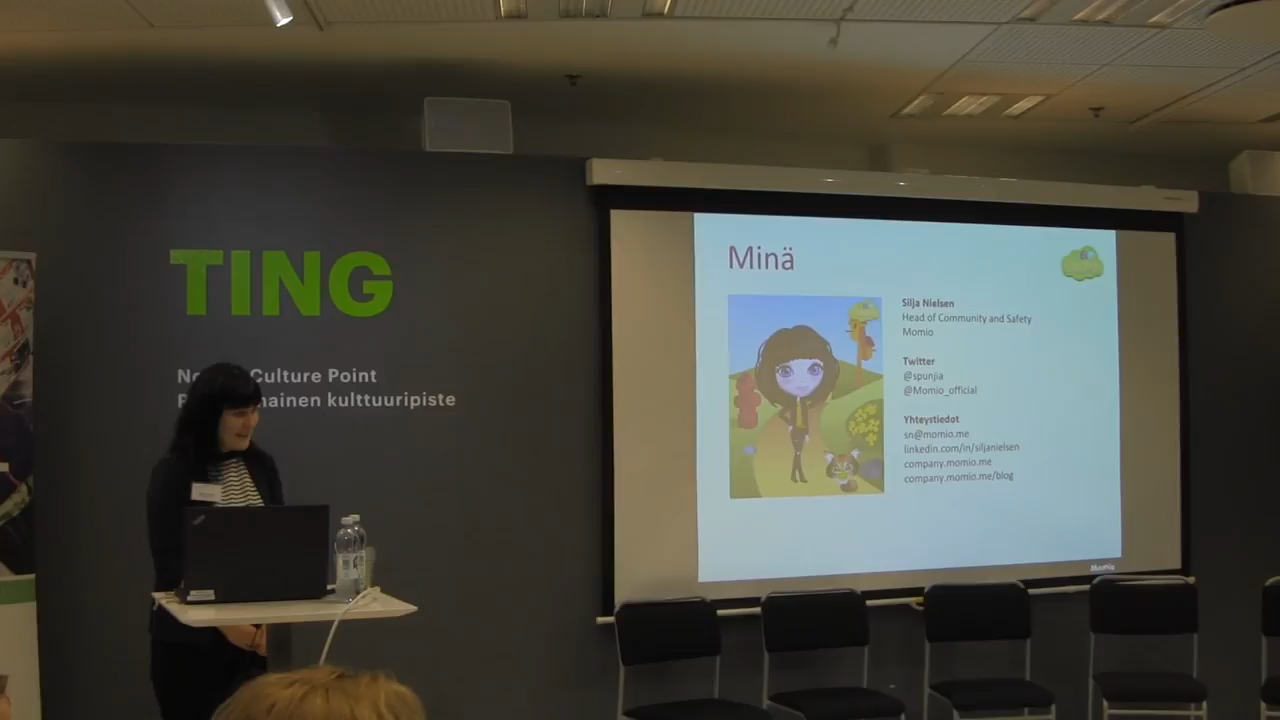 TING
Culture Point
kulttuuripiste
Minä
Silja Nielsen
Head of Community and Safety
Momio
Twitter
@spunjia
@Momio_official
Yhteystiedot
sn@momio.me
linkedin.com/in/siljanielsen
company.momio.me
company.momio.me/blog
Momio